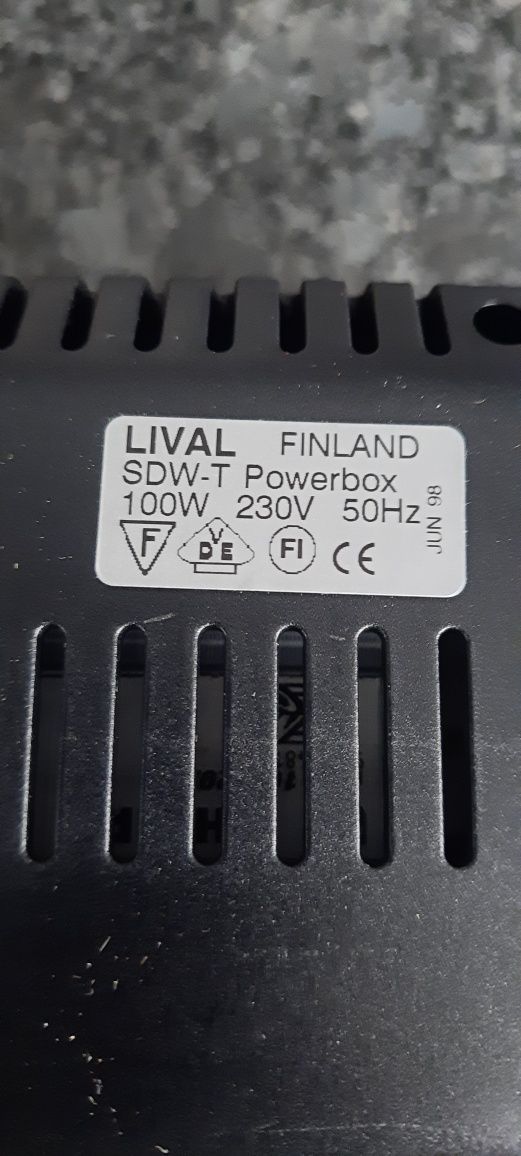 LIVAL FINLAND
SDW-T Powerbox
100W 230V 50Hz
JUN 98
F
VDE
FI
CE